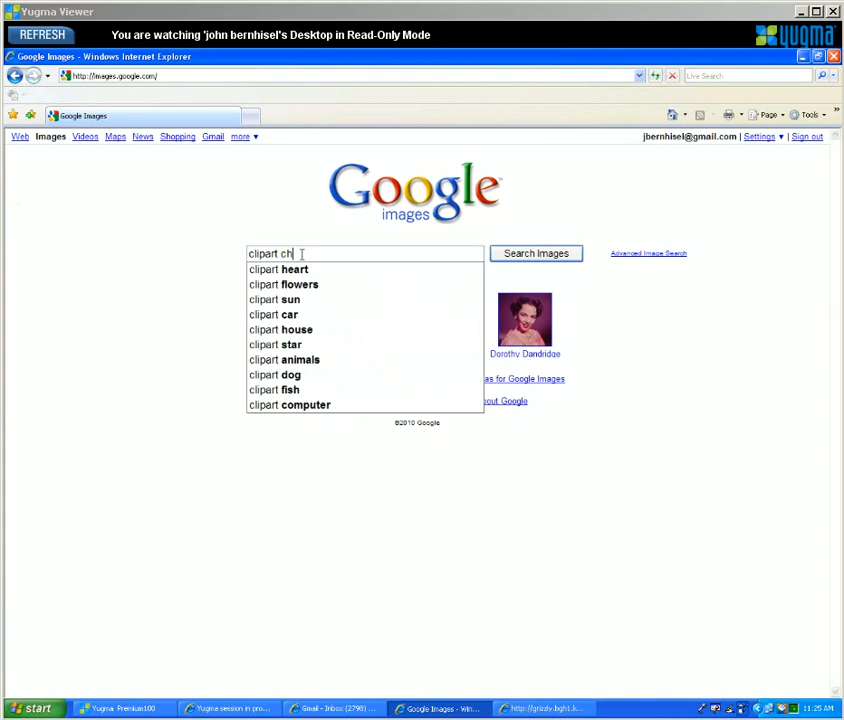 Yugma Viewer
REFRESH You are watching 'john bernhisel's Desktop in Read-Only Mode yugma
Google Images - Windows Internet Explorer
http://images.google.com/ Live Search
Google Images Page Tools
Web Images Videos Maps News Shopping Gmail more jbernhisel@gmail.com | Settings | Sign out
Google
images
clipart ch Search Images Advanced Image Search
clipart heart
clipart flowers
clipart sun
clipart car
clipart house
clipart star
clipart animals
clipart dog
clipart fish
clipart computer
Dorothy Dandridge
as for Google Images
out Google
©2010 Google
start Yugma Premium100 Yugma session in pro... Gmail - Inbox (2798) ... Google Images - Win... http://grizzly.bgh1.k... 11:25 AM